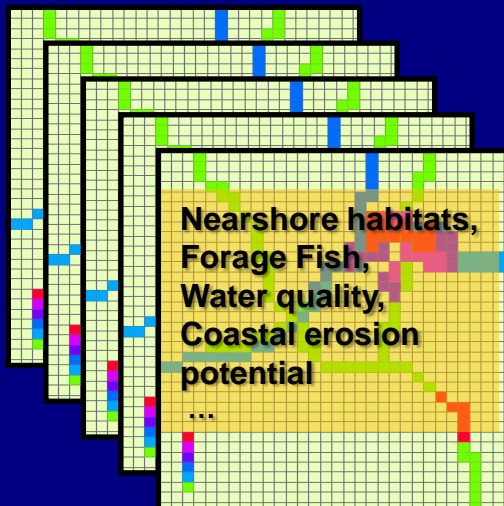 Nearshore habitats,
Forage Fish,
Water quality,
Coastal erosion
potential
...